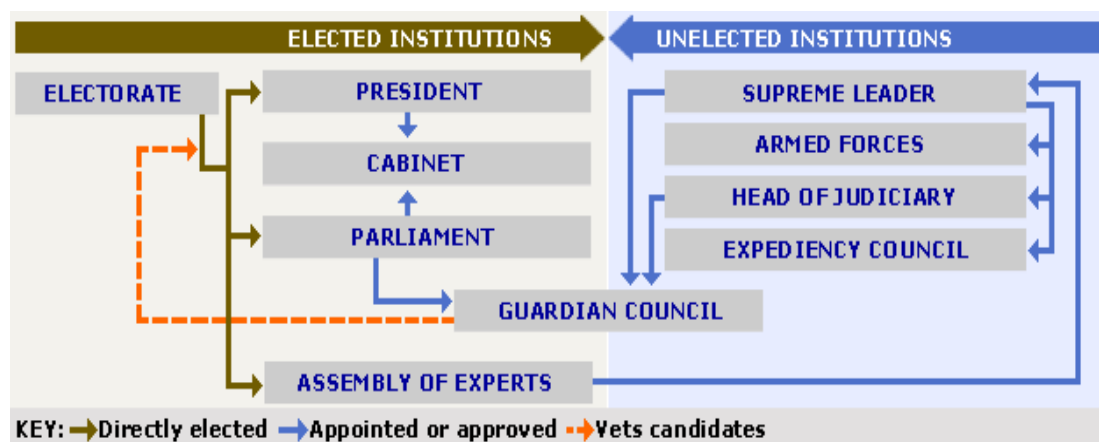 ELECTED INSTITUTIONS
UNELECTED INSTITUTIONS
ELECTORATE
PRESIDENT
SUPREME LEADER
ARMED FORCES
CABINET
HEAD OF JUDICIARY
PARLIAMENT
EXPEDIENCY COUNCIL
GUARDIAN COUNCIL
ASSEMBLY OF EXPERTS
KEY: Directly elected Appointed or approved Vets candidates